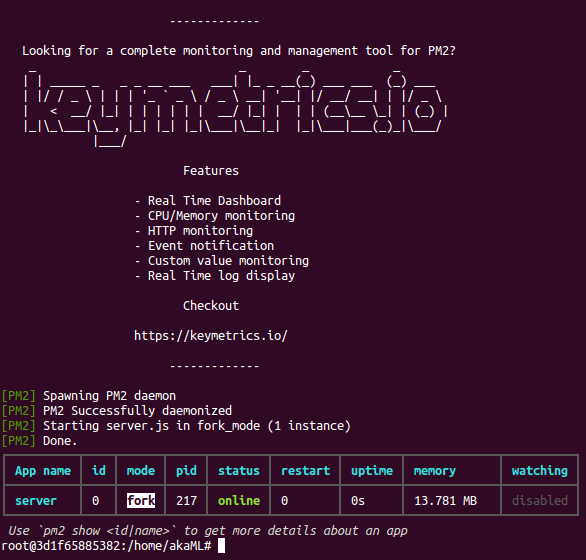 -------------
Looking for a complete monitoring and management tool for PM2?
keymetrics.io
Features
- Real Time Dashboard
- CPU/Memory monitoring
- HTTP monitoring
- Event notification
- Custom value monitoring
- Real Time log display
Checkout
https://keymetrics.io/
-------------
[PM2] Spawning PM2 daemon
[PM2] PM2 Successfully daemonized
[PM2] Starting server.js in fork_mode (1 instance)
[PM2] Done.
App name id mode pid status restart uptime memory watching
server 0 fork 217 online 0 0s 13.781 MB disabled
Use `pm2 show <id|name>` to get more details about an app
root@3d1f65885382:/home/akaML#